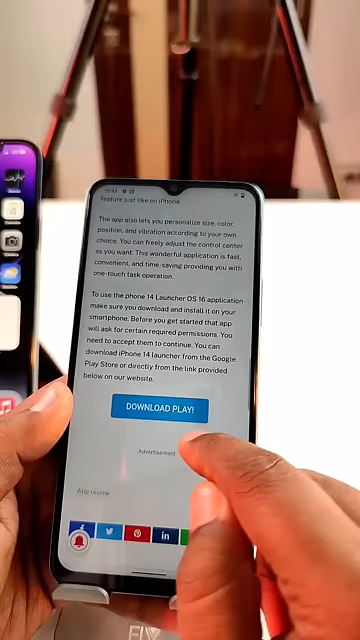 feature just like on iPhone.
The app also lets you personalize size, color,
position, and vibration according to your own
choice. You can freely adjust the control center
as you want. This wonderful application is fast,
convenient, and time-saving providing you with
one-touch task operation.
To use the phone 14 Launcher OS 16 application
make sure you download and install it on your
smartphone. Before you get started that app
will ask for certain required permissions. You
need to accept them to continue. You can
download iPhone 14 launcher from the Google
Play Store or directly from the link provided
below on our website.
DOWNLOAD PLAY!
Advertisement
App review